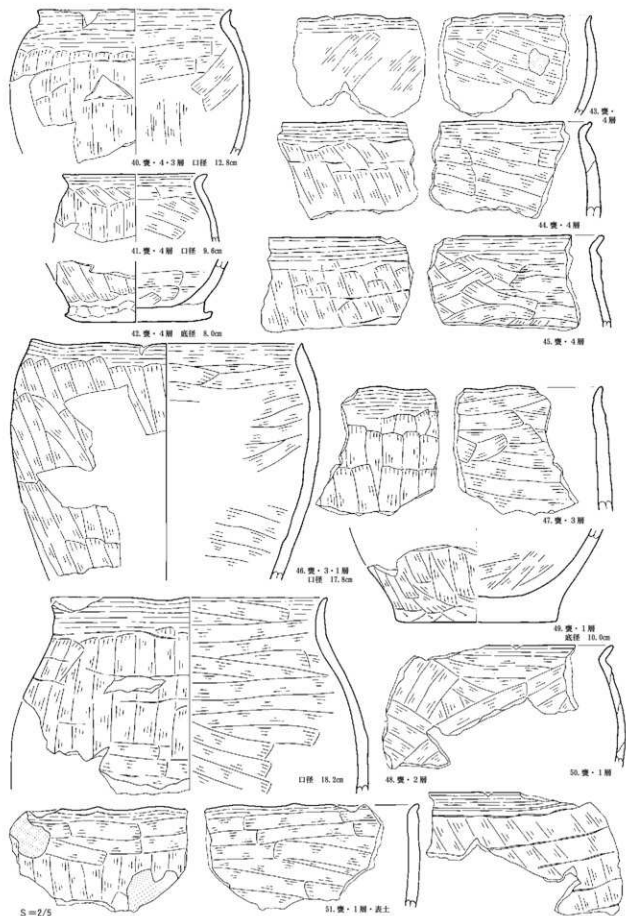 40. 甕・4・3層 口径 12.8cm
43. 甕・
4層
41. 甕・4層 口径 9.6cm
44. 甕・4層
42. 甕・4層 底径 8.0cm
45. 甕・4層
46. 甕・3・1層
口径 17.8cm
47. 甕・3層
49. 甕・1層
底径 10.0cm
口径 18.2cm
48. 甕・2層
50. 甕・1層
51. 甕・1層・表土
S=2/5